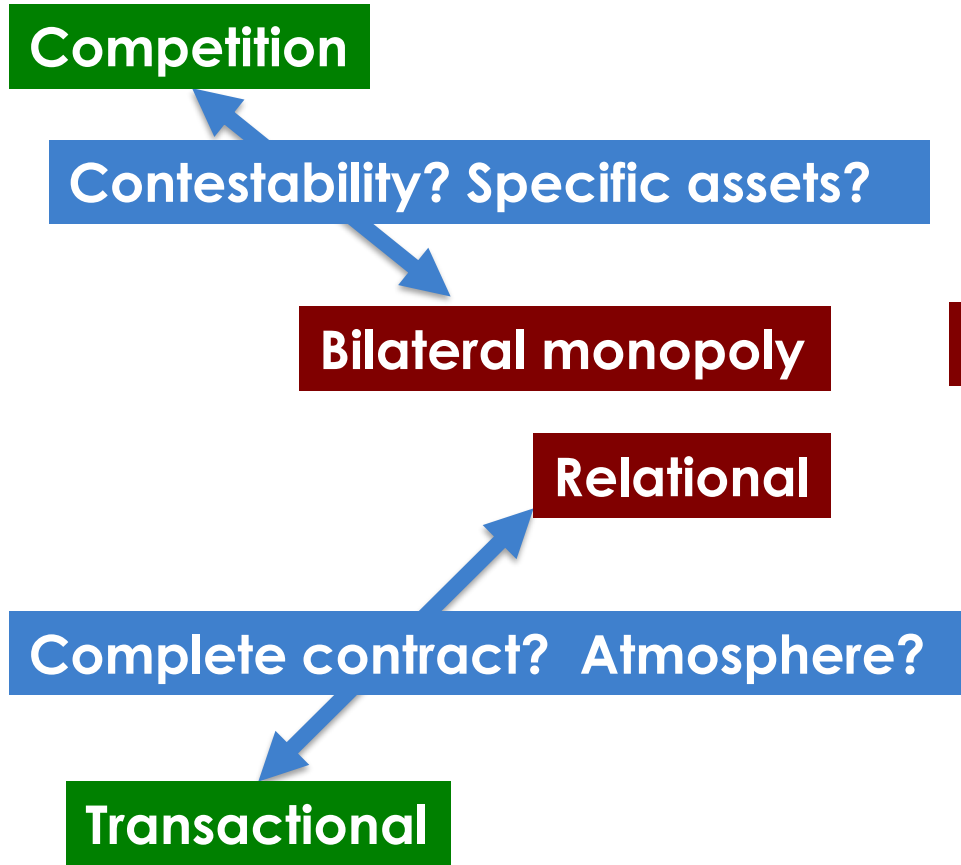 Competition
Contestability? Specific assets?
Bilateral monopoly
Relational
Complete contract?  Atmosphere?
Transactional